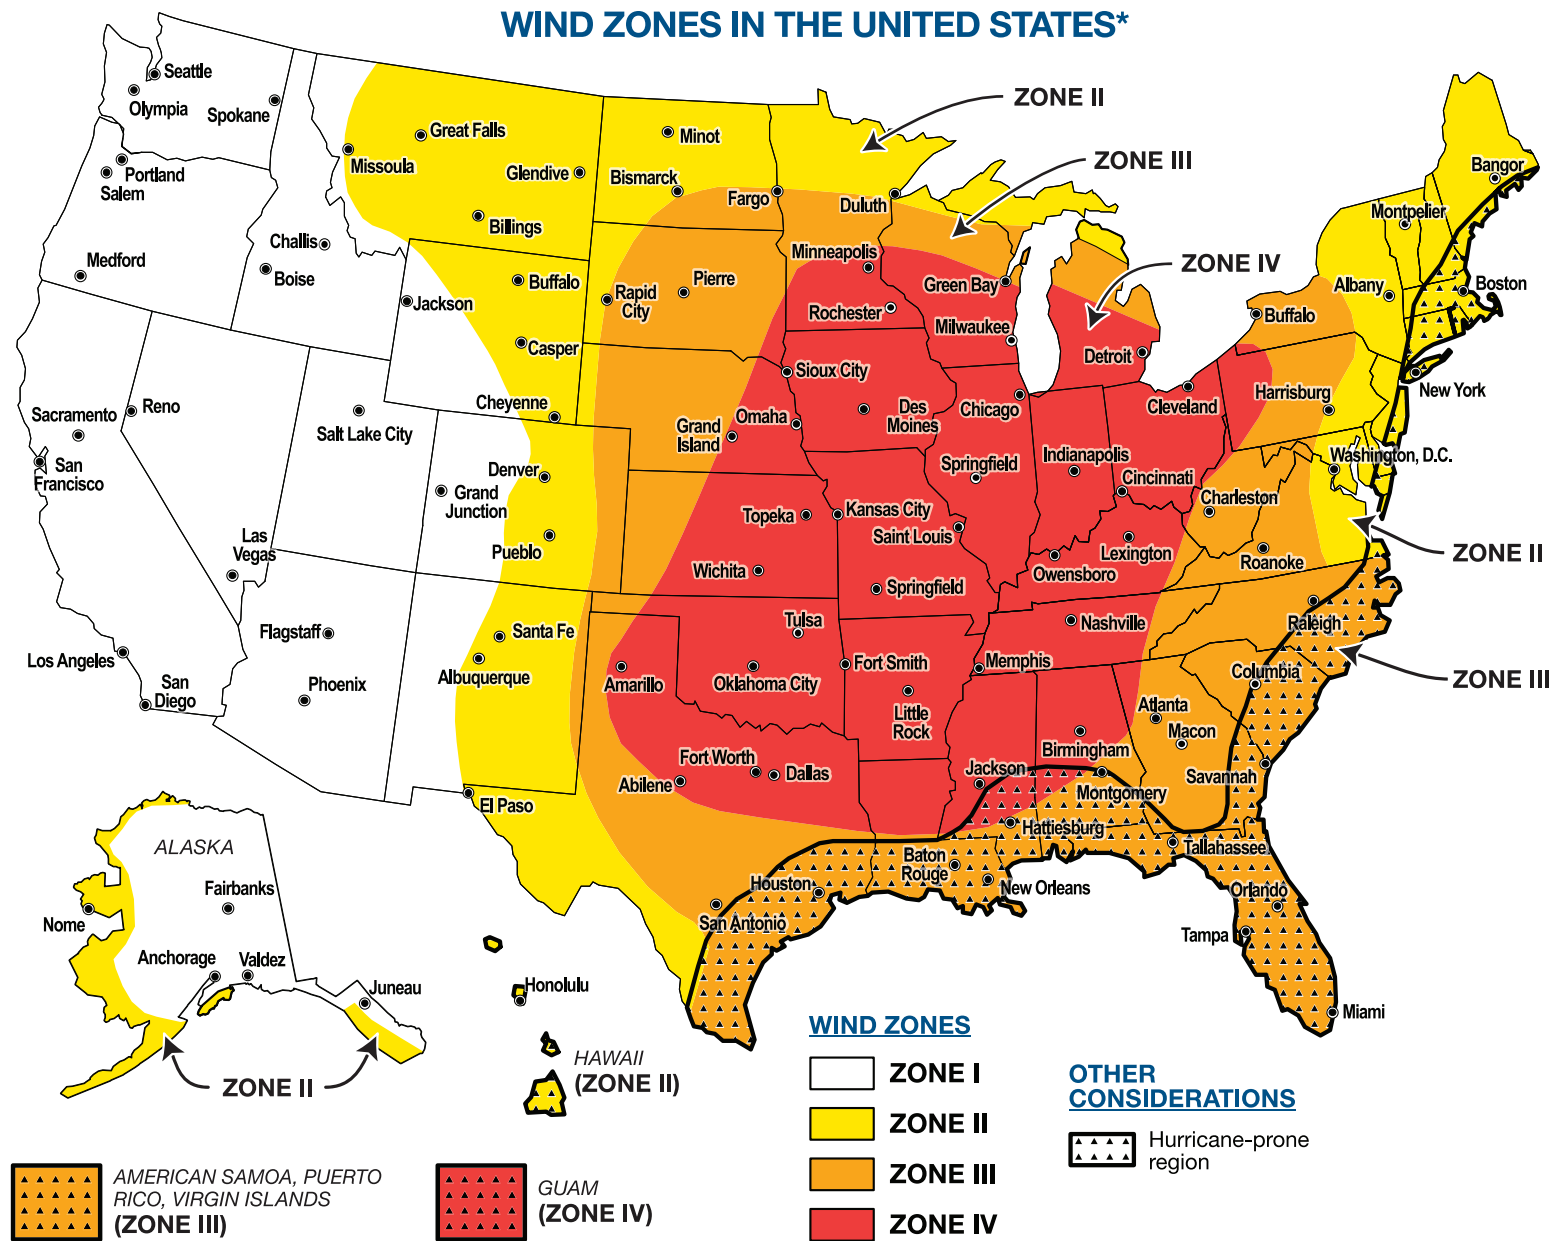 WIND ZONES IN THE UNITED STATES*
ZONE II
ZONE III
ZONE IV
Seattle
Olympia
Spokane
Portland
Salem
Medford
Challis
Boise
Missoula
Great Falls
Glendive
Billings
Minot
Bismarck
Fargo
Duluth
Bangor
Montpelier
Jackson
Buffalo
Casper
Cheyenne
Rapid
City
Pierre
Minneapolis
Rochester
Green Bay
Milwaukee
Detroit
Buffalo
Albany
Boston
New York
Sacramento
San
Francisco
Reno
Salt Lake City
Las
Vegas
Denver
Grand
Junction
Pueblo
Grand
Island
Omaha
Sioux City
Des
Moines
Chicago
Cleveland
Harrisburg
Washington, D.C.
Springfield
Indianapolis
Cincinnati
Charleston
Topeka
Kansas City
Saint Louis
Lexington
Owensboro
Roanoke
ZONE II
Wichita
Springfield
Los Angeles
San
Diego
Flagstaff
Phoenix
Santa Fe
Albuquerque
Amarillo
Tulsa
Oklahoma City
Fort Smith
Little
Rock
Memphis
Nashville
Raleigh
Columbia
ZONE III
Atlanta
Macon
Birmingham
Savannah
El Paso
Abilene
Fort Worth
Dallas
Jackson
Montgomery
Hattiesburg
Tallahassee
Baton
Rouge
New Orleans
Houston
San Antonio
Orlando
Tampa
Miami
ALASKA
Fairbanks
Nome
Anchorage
Valdez
Juneau
ZONE II
Honolulu
HAWAII
(ZONE II)
WIND ZONES
ZONE I
ZONE II
ZONE III
ZONE IV
OTHER
CONSIDERATIONS
Hurricane-prone
region
AMERICAN SAMOA, PUERTO
RICO, VIRGIN ISLANDS
(ZONE III)
GUAM
(ZONE IV)